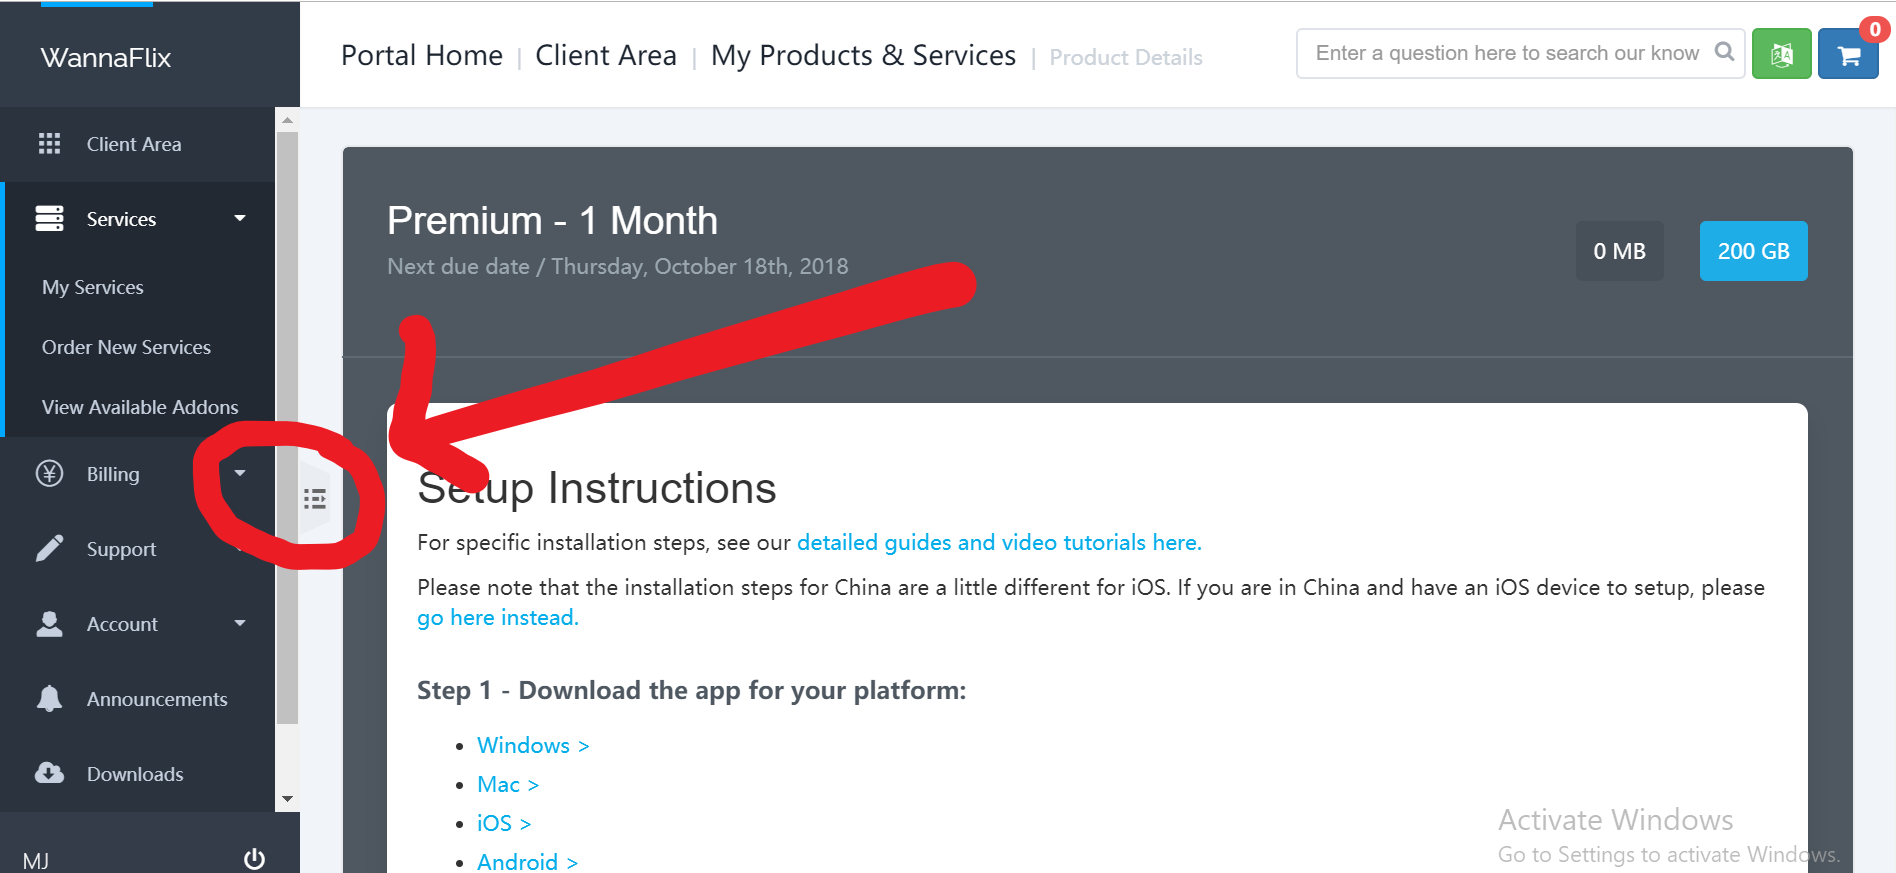 WannaFlix
Portal Home | Client Area | My Products & Services | Product Details
Enter a question here to search our know
0
Client Area
Services
My Services
Order New Services
View Available Addons
Billing
Support
Account
Announcements
Downloads
MJ
Premium - 1 Month
Next due date / Thursday, October 18th, 2018
0 MB
200 GB
Setup Instructions
For specific installation steps, see our detailed guides and video tutorials here.
Please note that the installation steps for China are a little different for iOS. If you are in China and have an iOS device to setup, please
go here instead.
Step 1 - Download the app for your platform:
• Windows >
• Mac >
• iOS >
• Android >
Activate Windows
Go to Settings to activate Windows.